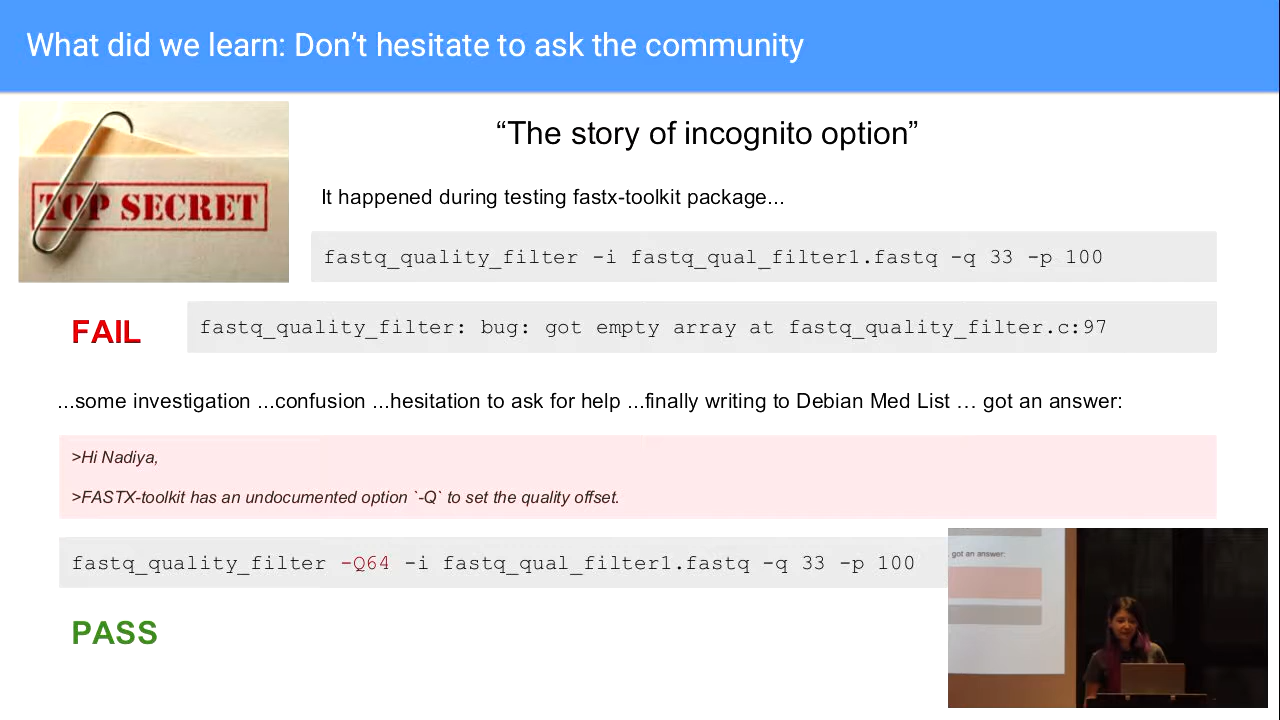 What did we learn: Don’t hesitate to ask the community
TOP SECRET
“The story of incognito option”
It happened during testing fastx-toolkit package...
fastq_quality_filter -i fastq_qual_filter1.fastq -q 33 -p 100
FAIL
fastq_quality_filter: bug: got empty array at fastq_quality_filter.c:97
...some investigation ...confusion ...hesitation to ask for help ...finally writing to Debian Med List … got an answer:
>Hi Nadiya,
>FASTX-toolkit has an undocumented option `-Q` to set the quality offset.
fastq_quality_filter -Q64 -i fastq_qual_filter1.fastq -q 33 -p 100
PASS
got an answer: